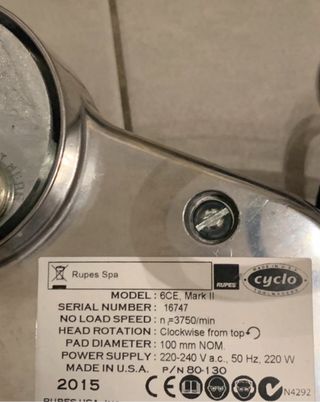 Rupes Spa
RUPES
cyclo
MODEL : 6CE, Mark II
SERIAL NUMBER : 16747
NO LOAD SPEED : n =3750/min
HEAD ROTATION : Clockwise from top
PAD DIAMETER : 100 mm NOM.
POWER SUPPLY : 220-240 V a.c., 50 Hz, 220 W
MADE IN U.S.A. P/N 80-130
2015 CE N4292